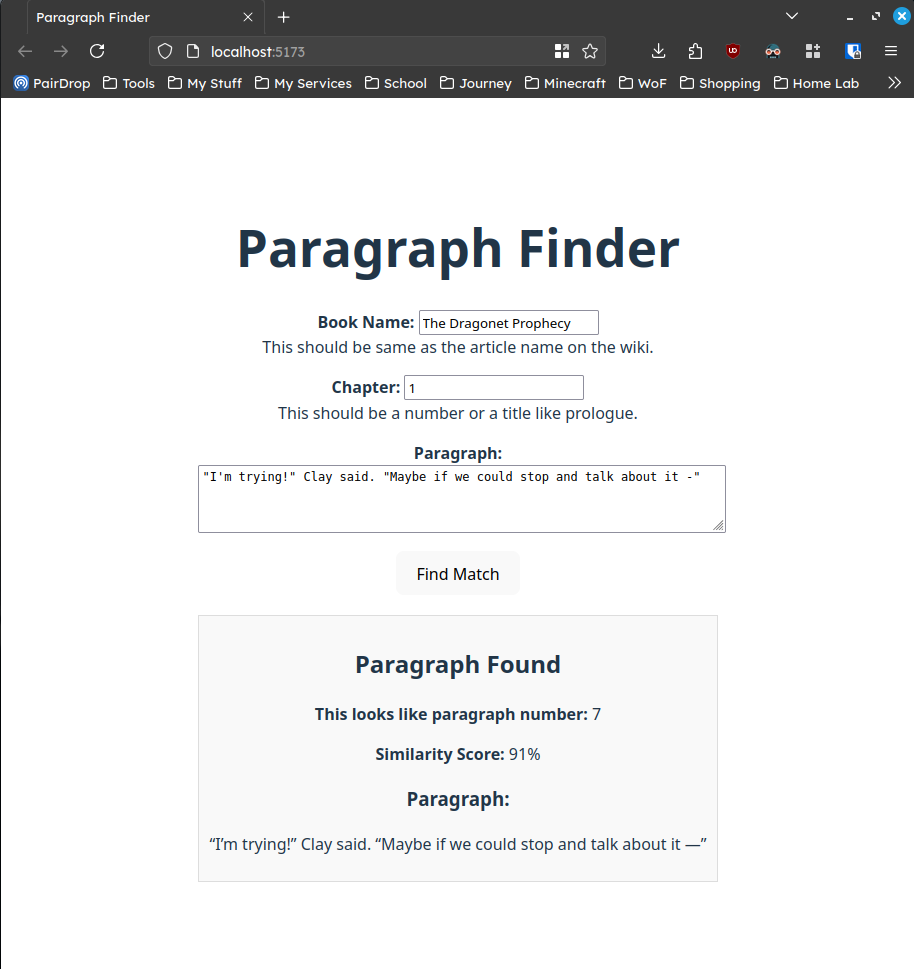 Paragraph Finder
localhost:5173
PairDrop Tools My Stuff My Services School Journey Minecraft WoF Shopping Home Lab
Paragraph Finder
Book Name: The Dragonet Prophecy
This should be same as the article name on the wiki.
Chapter: 1
This should be a number or a title like prologue.
Paragraph:
"I'm trying!" Clay said. "Maybe if we could stop and talk about it -"
Find Match
Paragraph Found
This looks like paragraph number: 7
Similarity Score: 91%
Paragraph:
“I’m trying!” Clay said. “Maybe if we could stop and talk about it —”